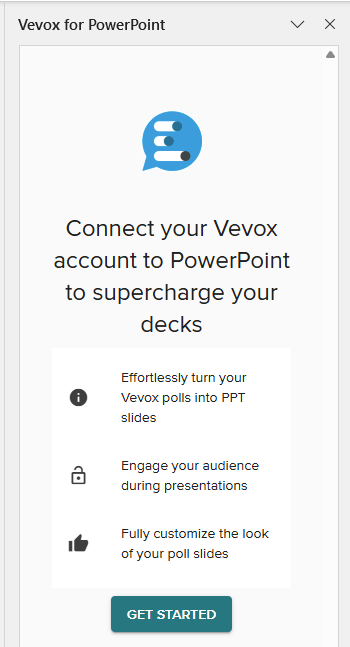 Vevox for PowerPoint
Connect your Vevox
account to PowerPoint
to supercharge your
decks
Effortlessly turn your
Vevox polls into PPT
slides
Engage your audience
during presentations
Fully customize the look
of your poll slides
GET STARTED